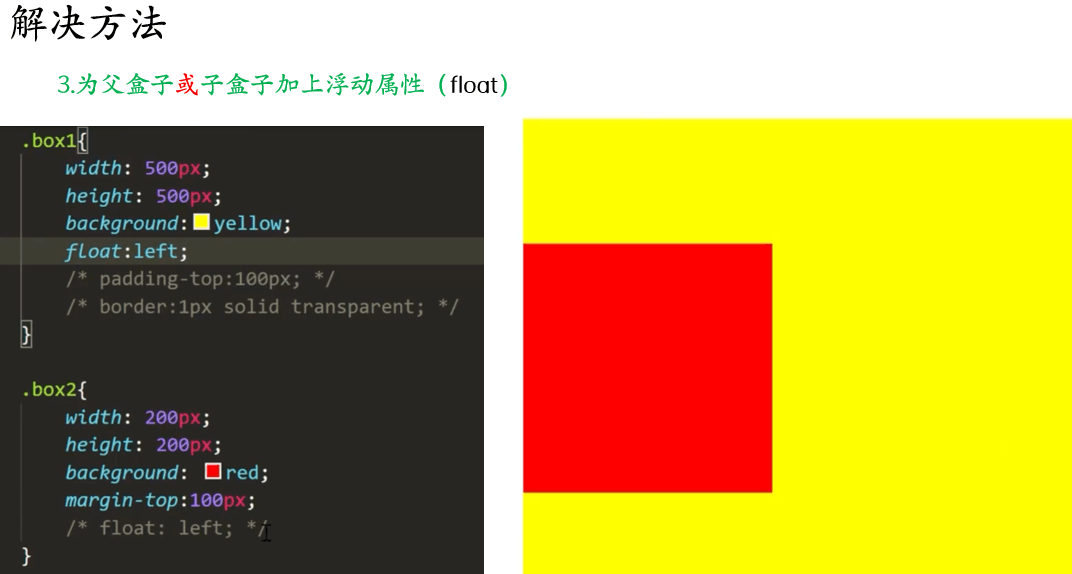 解决方法
3.为父盒子或子盒子加上浮动属性（float）
.box1{
width: 500px;
height: 500px;
background: yellow;
float:left;
/* padding-top:100px; */
/* border:1px solid transparent; */
}
.box2{
width: 200px;
height: 200px;
background: red;
margin-top:100px;
/* float: left; */
}